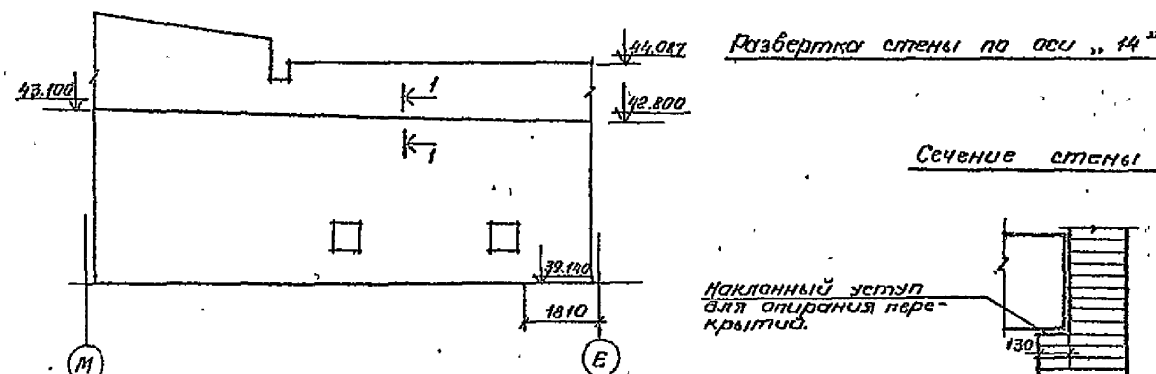 44.087
Развертка стены по оси „14”
43.100
1
42.800
1
Сечение стены
39.140
Наклонный уступ
для опирания пере-
крытий.
1810
130
М
Е